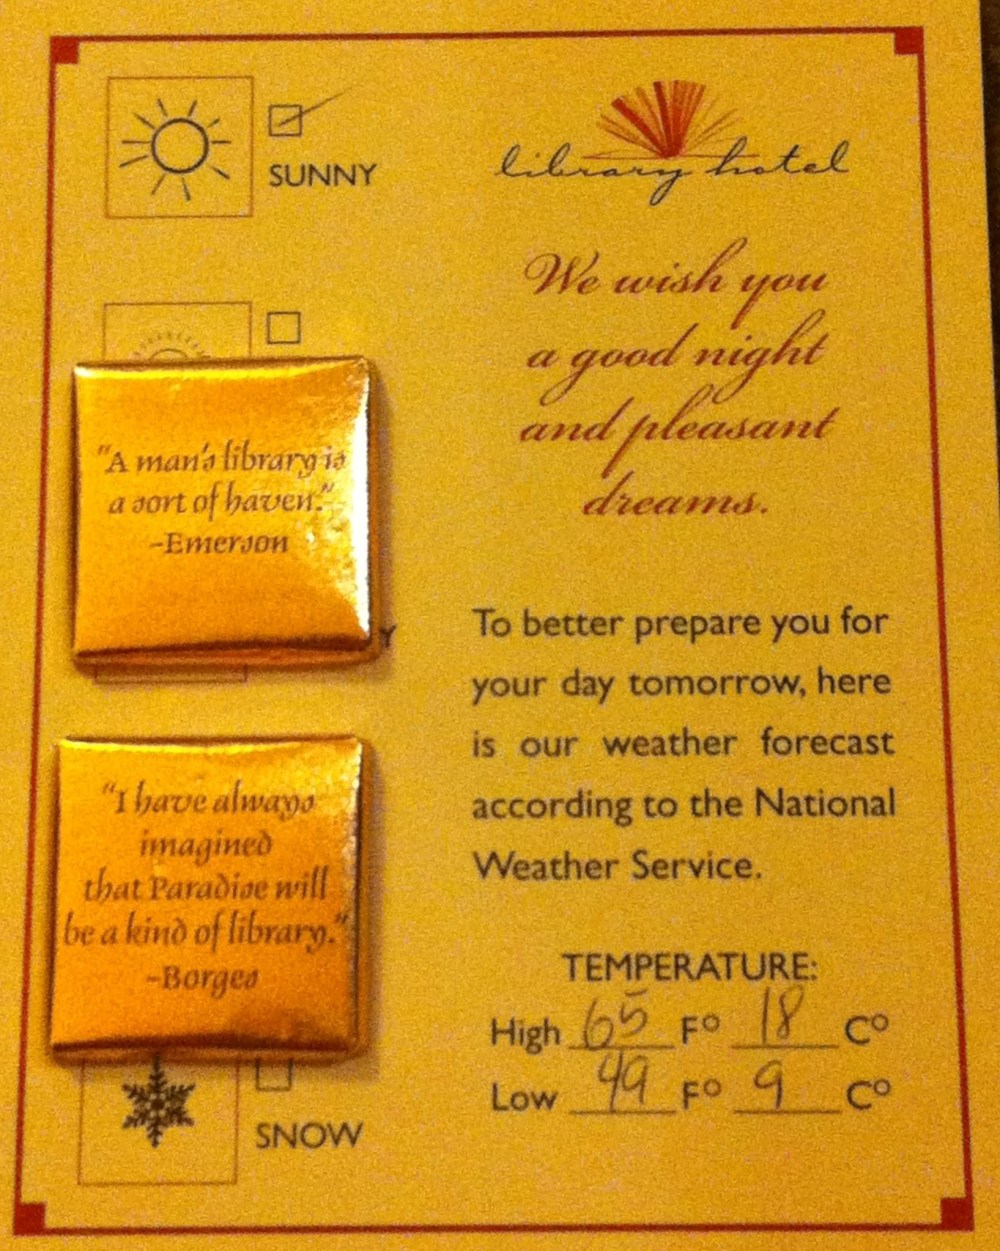 SUNNY
library hotel
We wish you
a good night
and pleasant
dreams.
"A man's library is
a sort of haven."
-Emerson
"I have always
imagined
that Paradise will
be a kind of library."
-Borges
To better prepare you for
your day tomorrow, here
is our weather forecast
according to the National
Weather Service.
TEMPERATURE:
High 65 F° 18 C°
Low 49 F° 9 C°
SNOW